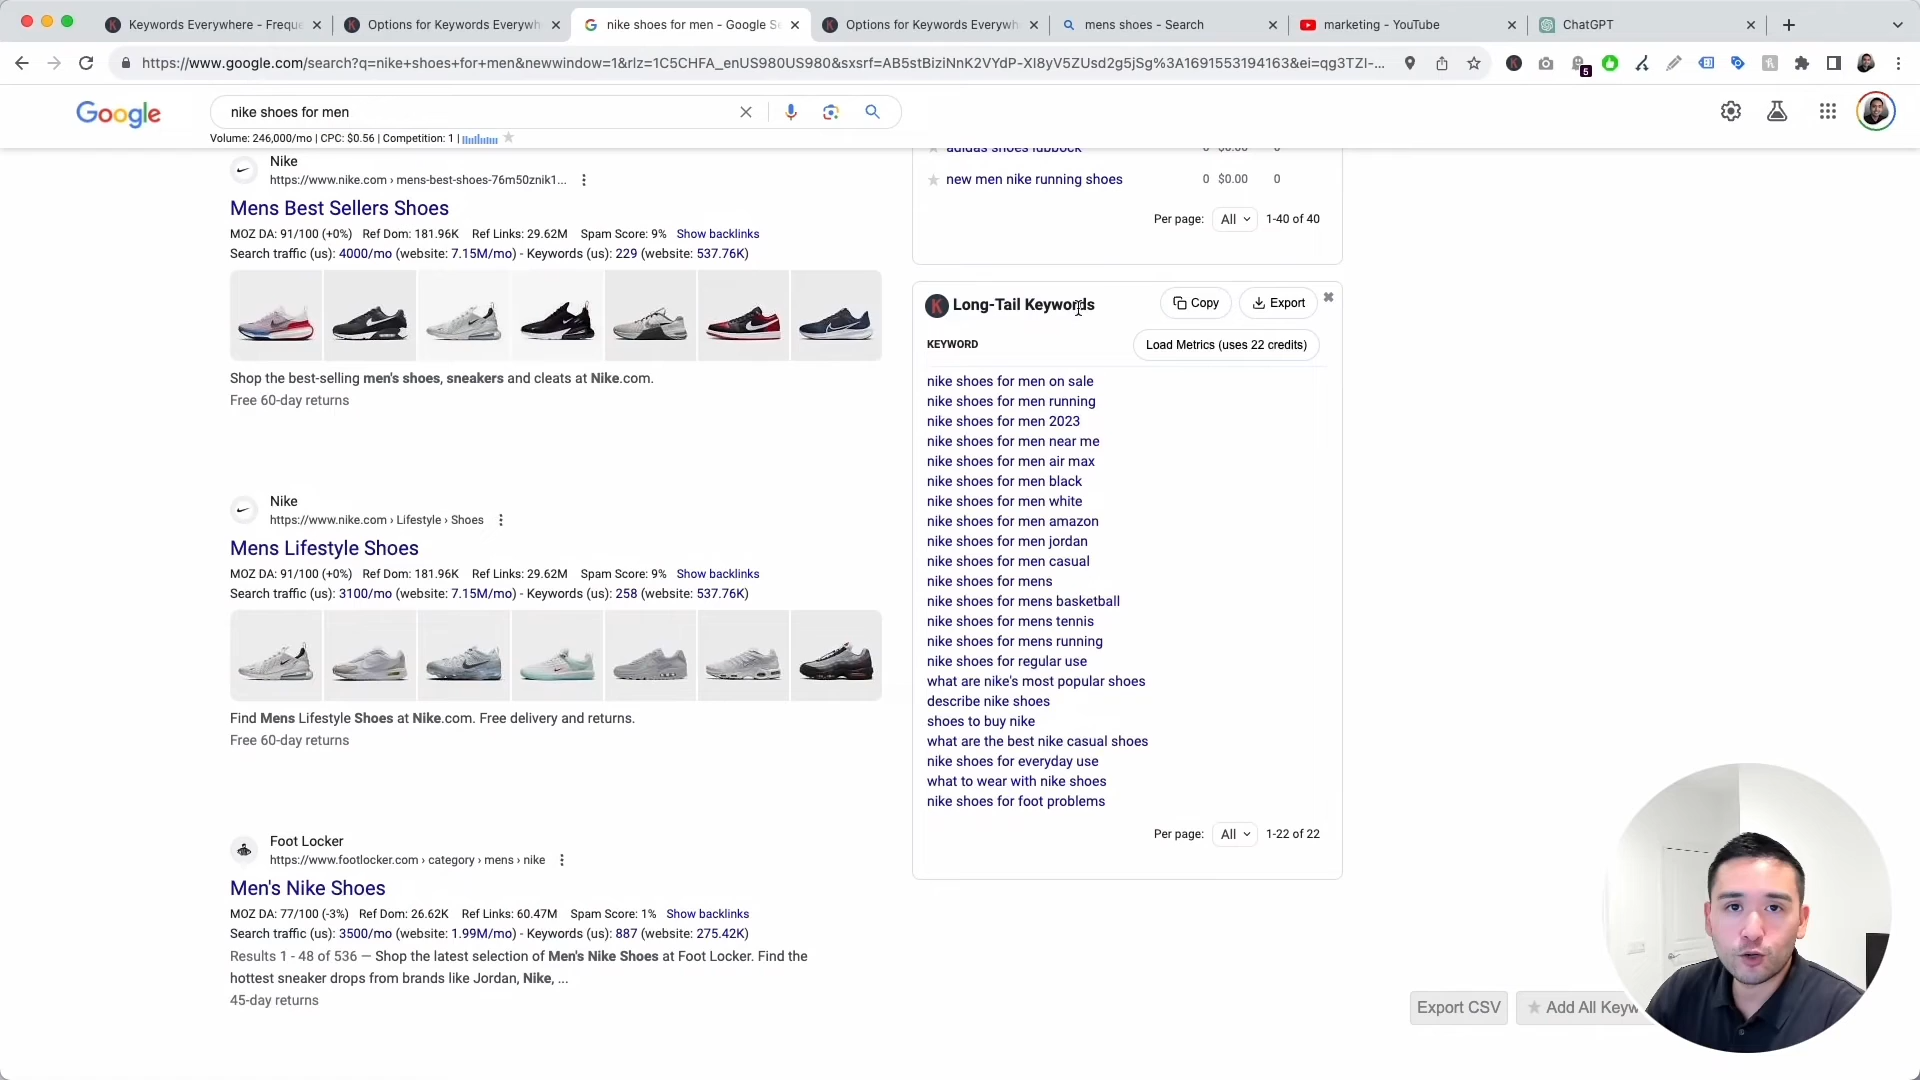 Keywords Everywhere - Freque
Options for Keywords Everywh
nike shoes for men - Google Se
Options for Keywords Everywh
mens shoes - Search
marketing - YouTube
ChatGPT
https://www.google.com/search?q=nike+shoes+for+men&newwindow=1&rlz=1C5CHFA_enUS980US980&sxsrf=AB5stBiziNnK2VYdP-XI8yV5ZUsd2g5jSg%3A1691553194163&ei=qg3TZI-...
5
Google
nike shoes for men
Volume: 246,000/mo | CPC: $0.56 | Competition: 1 |
Nike
https://www.nike.com › mens-best-shoes-76m50znik1...
Mens Best Sellers Shoes
MOZ DA: 91/100 (+0%) Ref Dom: 181.96K Ref Links: 29.62M Spam Score: 9% Show backlinks
Search traffic (us): 4000/mo (website: 7.15M/mo) - Keywords (us): 229 (website: 537.76K)
Shop the best-selling men's shoes, sneakers and cleats at Nike.com.
Free 60-day returns
Nike
https://www.nike.com › Lifestyle › Shoes
Mens Lifestyle Shoes
MOZ DA: 91/100 (+0%) Ref Dom: 181.96K Ref Links: 29.62M Spam Score: 9% Show backlinks
Search traffic (us): 3100/mo (website: 7.15M/mo) - Keywords (us): 258 (website: 537.76K)
Find Mens Lifestyle Shoes at Nike.com. Free delivery and returns.
Free 60-day returns
Foot Locker
https://www.footlocker.com › category › mens › nike
Men's Nike Shoes
MOZ DA: 77/100 (-3%) Ref Dom: 26.62K Ref Links: 60.47M Spam Score: 1% Show backlinks
Search traffic (us): 3500/mo (website: 1.99M/mo) - Keywords (us): 887 (website: 275.42K)
Results 1 - 48 of 536 — Shop the latest selection of Men's Nike Shoes at Foot Locker. Find the
hottest sneaker drops from brands like Jordan, Nike, ...
45-day returns
adidas shoes lubbock 0 $0.00 0
new men nike running shoes 0 $0.00 0
Per page: All 1-40 of 40
K Long-Tail Keywords Copy Export
KEYWORD Load Metrics (uses 22 credits)
nike shoes for men on sale
nike shoes for men running
nike shoes for men 2023
nike shoes for men near me
nike shoes for men air max
nike shoes for men black
nike shoes for men white
nike shoes for men amazon
nike shoes for men jordan
nike shoes for men casual
nike shoes for mens
nike shoes for mens basketball
nike shoes for mens tennis
nike shoes for mens running
nike shoes for regular use
what are nike's most popular shoes
describe nike shoes
shoes to buy nike
what are the best nike casual shoes
nike shoes for everyday use
what to wear with nike shoes
nike shoes for foot problems
Per page: All 1-22 of 22
Export CSV
Add All Keyw